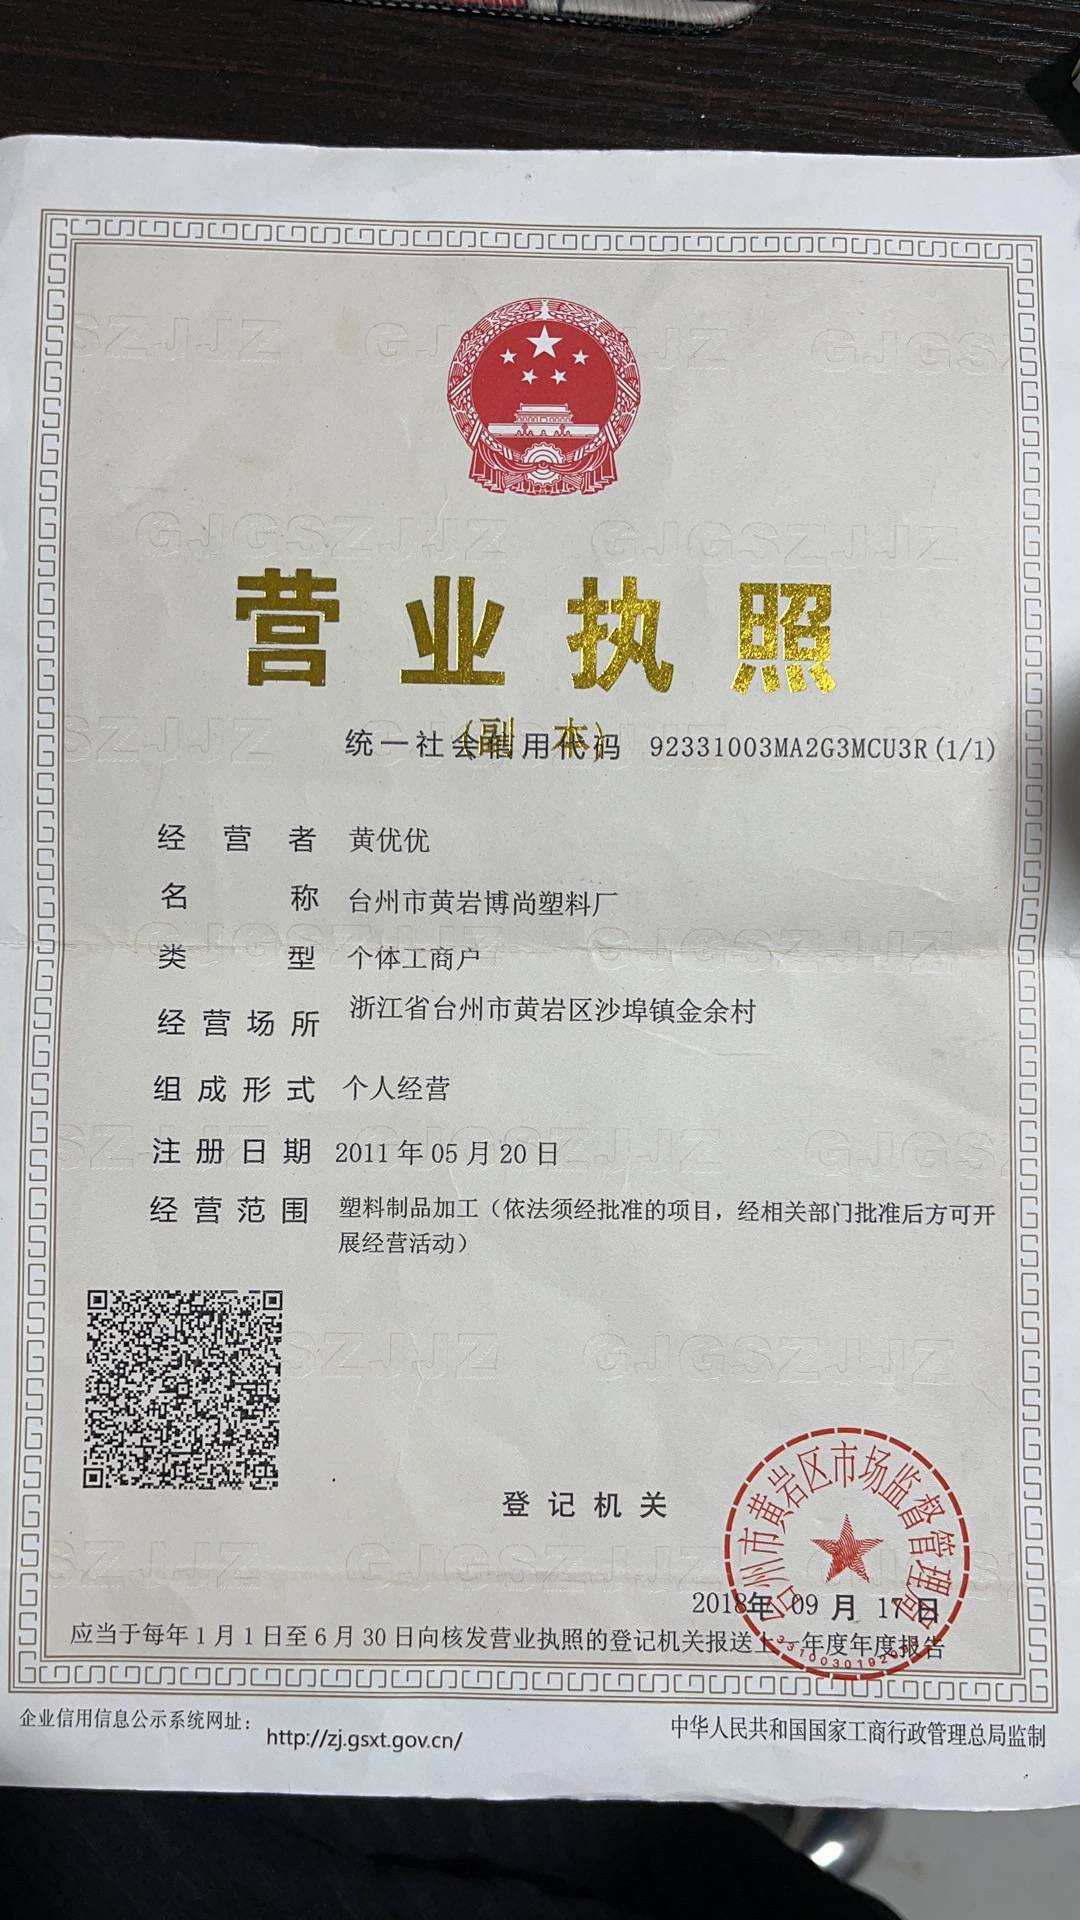 营业执照
(副 本)
统一社会信用代码 92331003MA2G3MCU3R(1/1)
经营者 黄优优
名称 台州市黄岩博尚塑料厂
类型 个体工商户
经营场所 浙江省台州市黄岩区沙埠镇金余村
组成形式 个人经营
注册日期 2011年05月20日
经营范围 塑料制品加工（依法须经批准的项目，经相关部门批准后方可开
展经营活动）
登记机关
台州市黄岩区市场监督管理局
2018年 09 月 17 日
应当于每年1月1日至6月30日向核发营业执照的登记机关报送上一年度年度报告
企业信用信息公示系统网址： http://zj.gsxt.gov.cn/
中华人民共和国国家工商行政管理总局监制
GJGSZJJZ